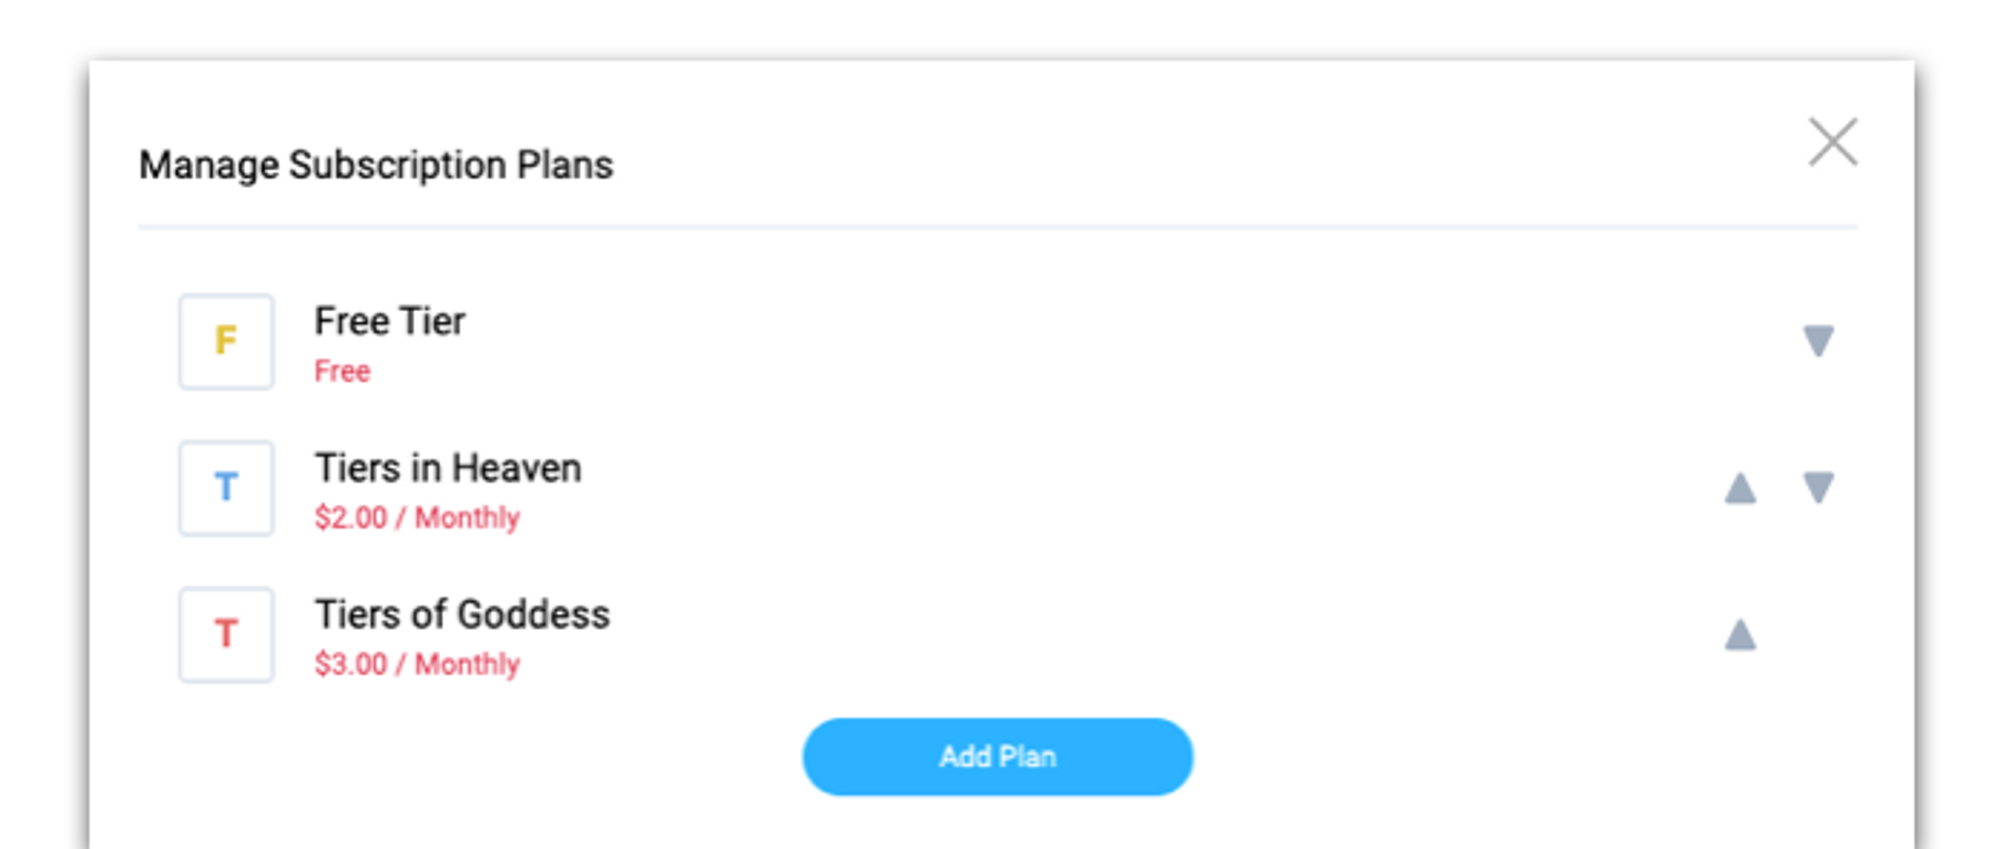 Manage Subscription Plans
F
Free Tier
Free
T
Tiers in Heaven
$2.00 / Monthly
T
Tiers of Goddess
$3.00 / Monthly
Add Plan